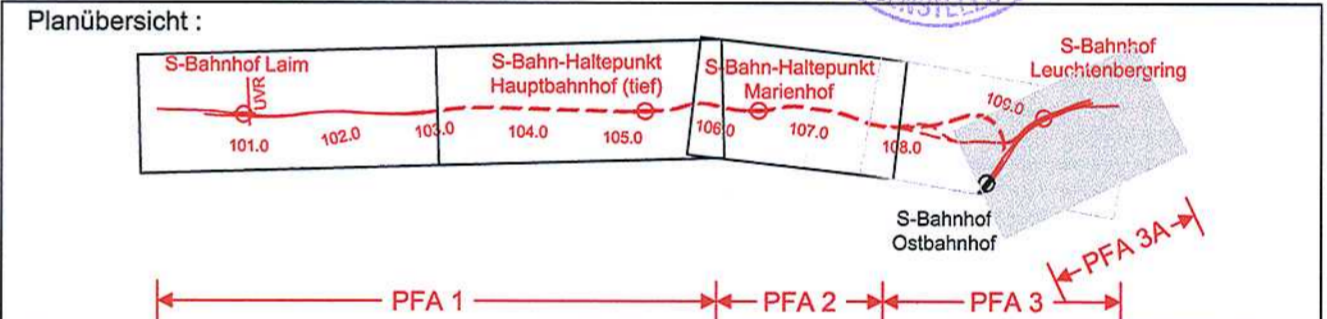 Planübersicht :
S-Bahnhof Laim
UVR
S-Bahn-Haltepunkt
Hauptbahnhof (tief)
S-Bahn-Haltepunkt
Marienhof
S-Bahnhof
Leuchtenbergring
101.0
102.0
103.0
104.0
105.0
106.0
107.0
108.0
109.0
S-Bahnhof
Ostbahnhof
PFA 1
PFA 2
PFA 3
PFA 3A